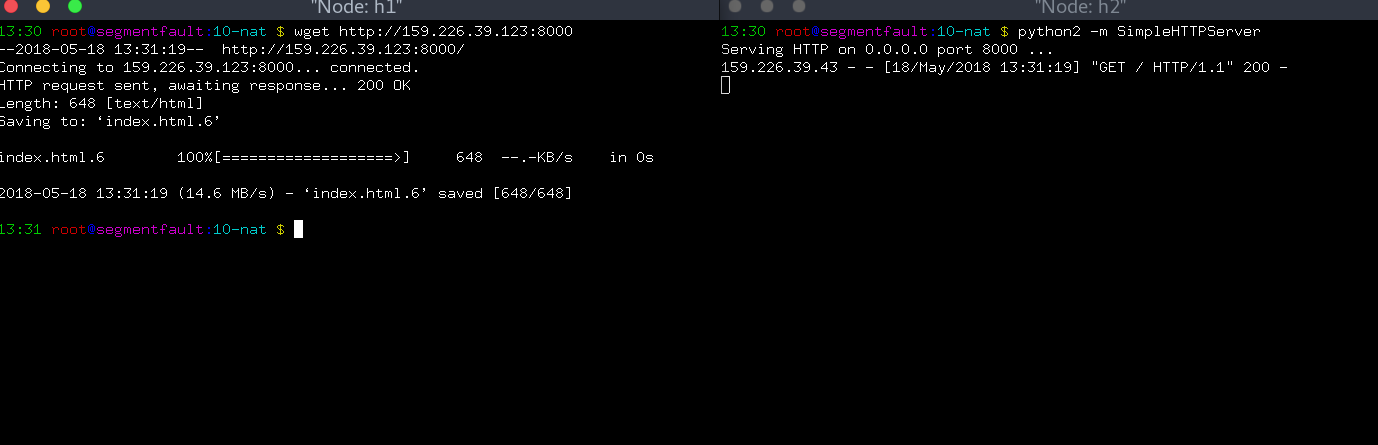 "Node: h1"
13:30 root@segmentfault:10-nat $ wget http://159.226.39.123:8000
--2018-05-18 13:31:19--  http://159.226.39.123:8000/
Connecting to 159.226.39.123:8000... connected.
HTTP request sent, awaiting response... 200 OK
Length: 648 [text/html]
Saving to: ‘index.html.6’
index.html.6        100%[===================>]     648  --.-KB/s    in 0s
2018-05-18 13:31:19 (14.6 MB/s) - ‘index.html.6’ saved [648/648]
13:31 root@segmentfault:10-nat $
"Node: h2"
13:30 root@segmentfault:10-nat $ python2 -m SimpleHTTPServer
Serving HTTP on 0.0.0.0 port 8000 ...
159.226.39.43 - - [18/May/2018 13:31:19] "GET / HTTP/1.1" 200 -